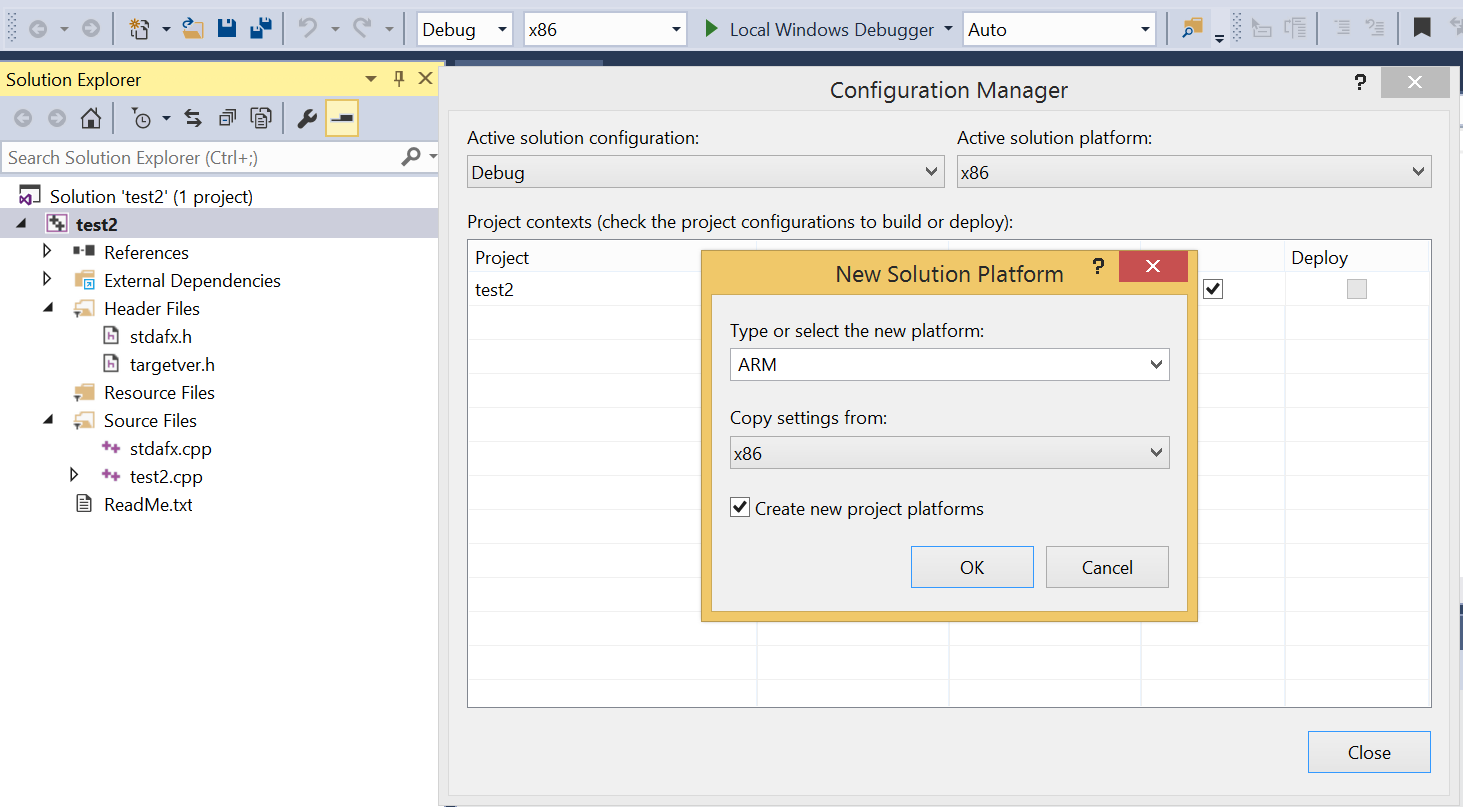 Debug
x86
Local Windows Debugger
Auto
Solution Explorer
Search Solution Explorer (Ctrl+;)
Solution 'test2' (1 project)
test2
References
External Dependencies
Header Files
stdafx.h
targetver.h
Resource Files
Source Files
stdafx.cpp
test2.cpp
ReadMe.txt
Configuration Manager
?
Active solution configuration:
Active solution platform:
Debug
x86
Project contexts (check the project configurations to build or deploy):
Project
Deploy
test2
New Solution Platform
?
Type or select the new platform:
ARM
Copy settings from:
x86
Create new project platforms
OK
Cancel
Close